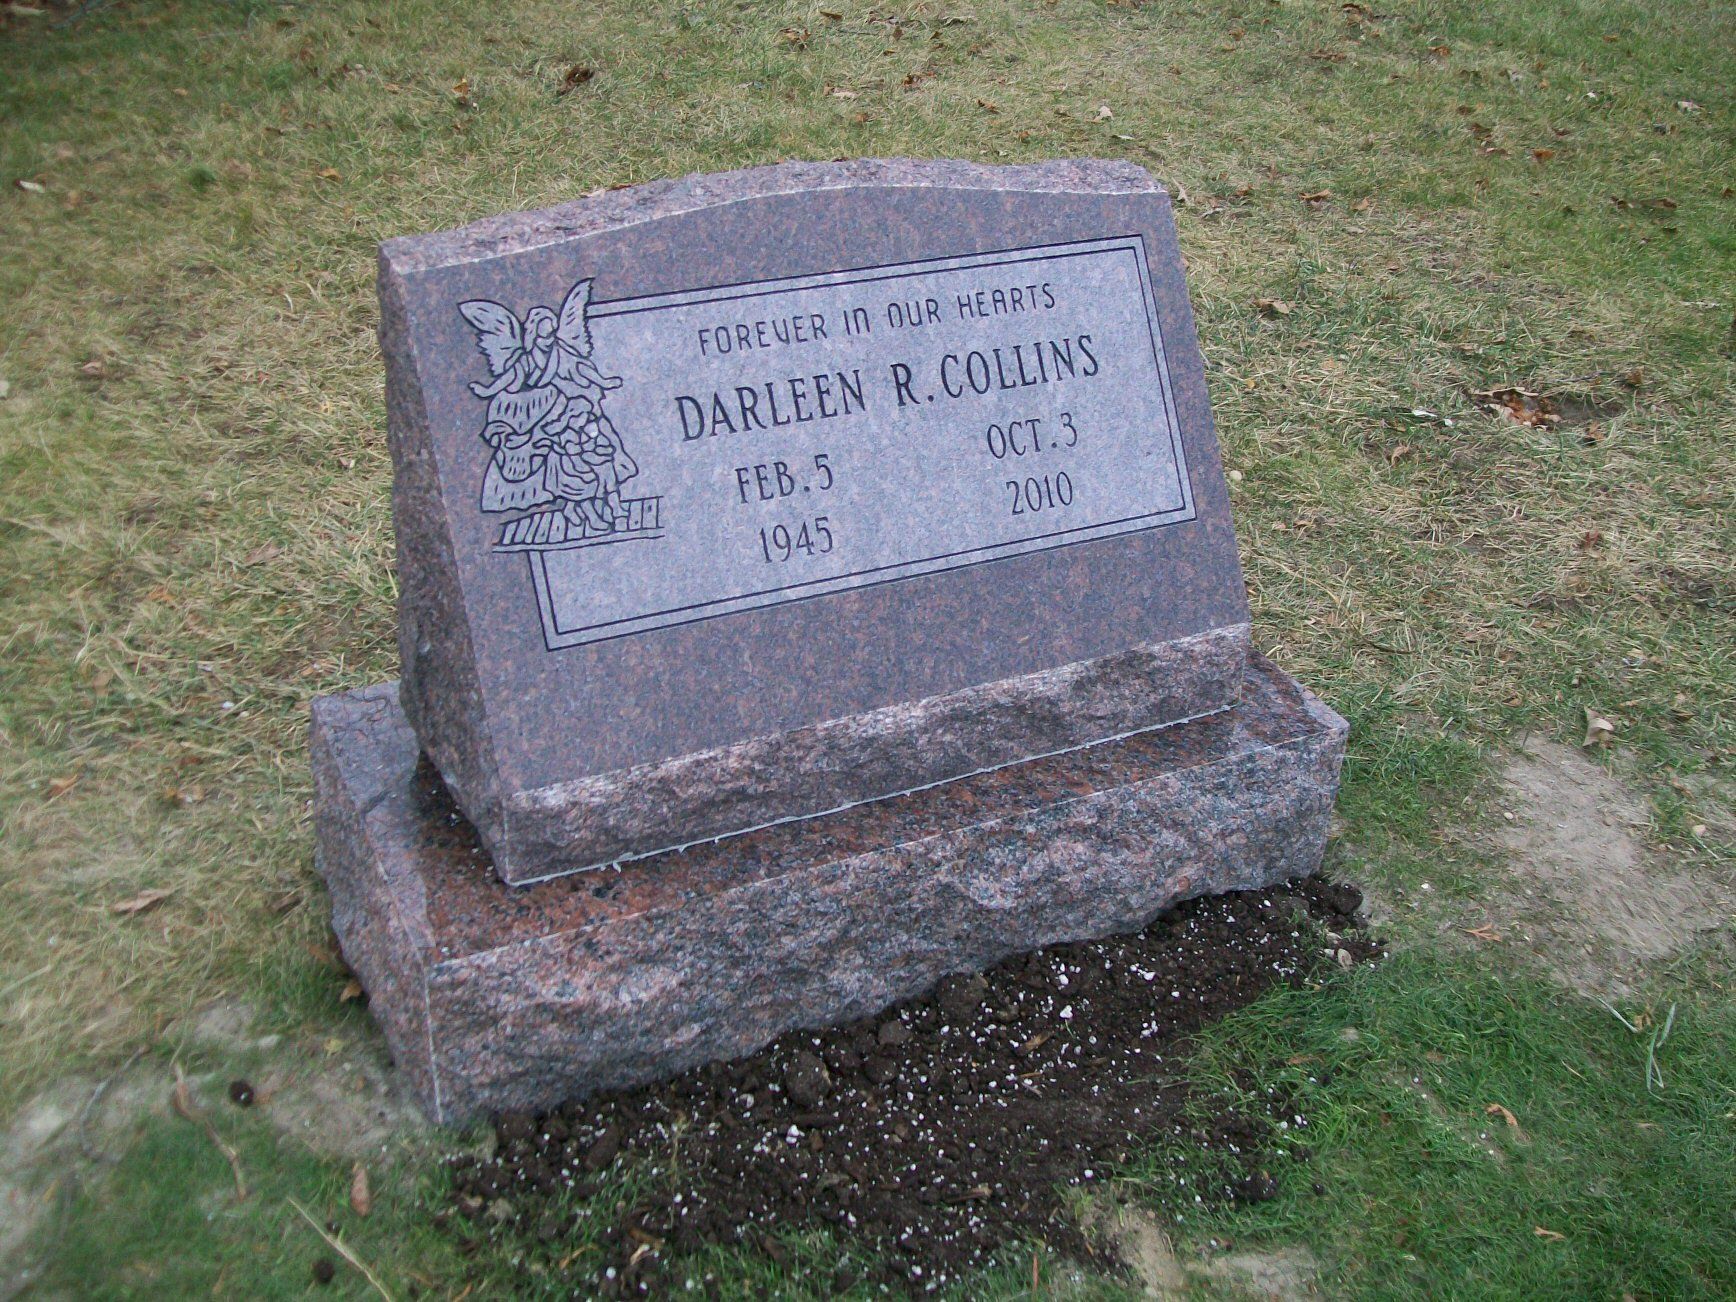 FOREVER IN OUR HEARTS
DARLEEN R. COLLINS
FEB. 5 OCT. 3
1945 2010